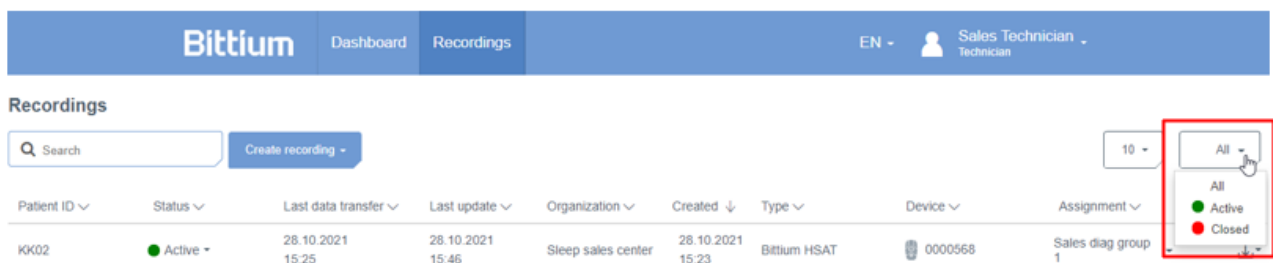 Bittium Dashboard Recordings EN Sales Technician
Technician
Recordings
Search Create recording 10 All
All
Active
Closed
Patient ID Status Last data transfer Last update Organization Created Type Device Assignment
KK02 Active 28.10.2021 15:25 28.10.2021 15:46 Sleep sales center 28.10.2021 15:23 Bittium HSAT 0000568 Sales diag group 1